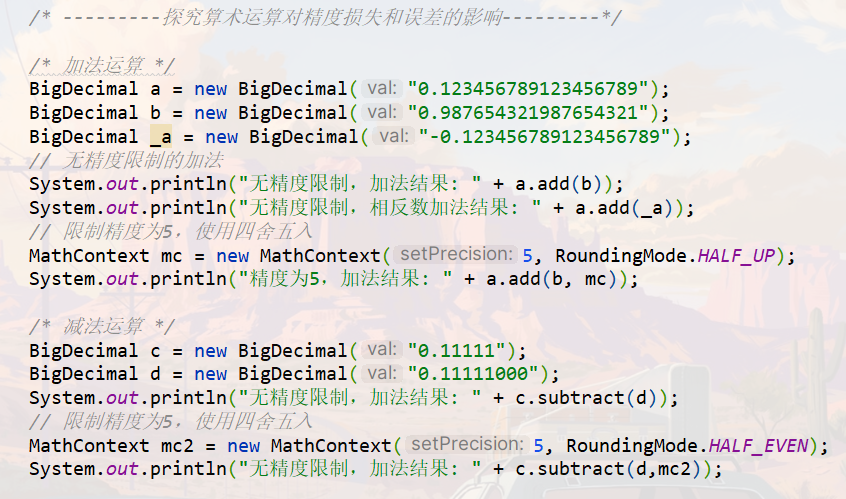 /* ---------探究算术运算对精度损失和误差的影响---------*/
/* 加法运算 */
BigDecimal a = new BigDecimal( val: "0.123456789123456789");
BigDecimal b = new BigDecimal( val: "0.987654321987654321");
BigDecimal _a = new BigDecimal( val: "-0.123456789123456789");
// 无精度限制的加法
System.out.println("无精度限制，加法结果: " + a.add(b));
System.out.println("无精度限制，相反数加法结果: " + a.add(_a));
// 限制精度为5，使用四舍五入
MathContext mc = new MathContext( setPrecision: 5, RoundingMode.HALF_UP);
System.out.println("精度为5，加法结果: " + a.add(b, mc));
/* 减法运算 */
BigDecimal c = new BigDecimal( val: "0.11111");
BigDecimal d = new BigDecimal( val: "0.11111000");
System.out.println("无精度限制，加法结果: " + c.subtract(d));
// 限制精度为5，使用四舍五入
MathContext mc2 = new MathContext( setPrecision: 5, RoundingMode.HALF_EVEN);
System.out.println("无精度限制，加法结果: " + c.subtract(d,mc2));